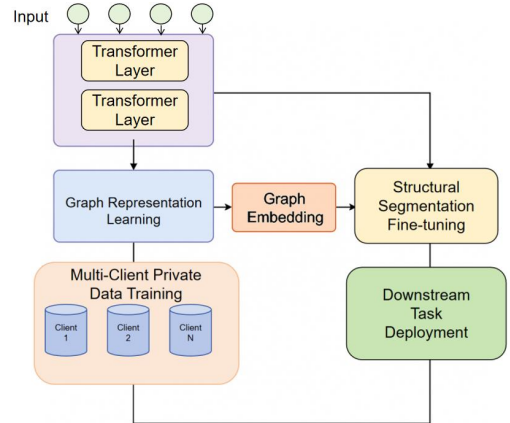 Input
Transformer
Layer
Transformer
Layer
Graph Representation
Learning
Graph
Embedding
Structural
Segmentation
Fine-tuning
Multi-Client Private
Data Training
Client
1
Client
2
Client
N
Downstream
Task
Deployment